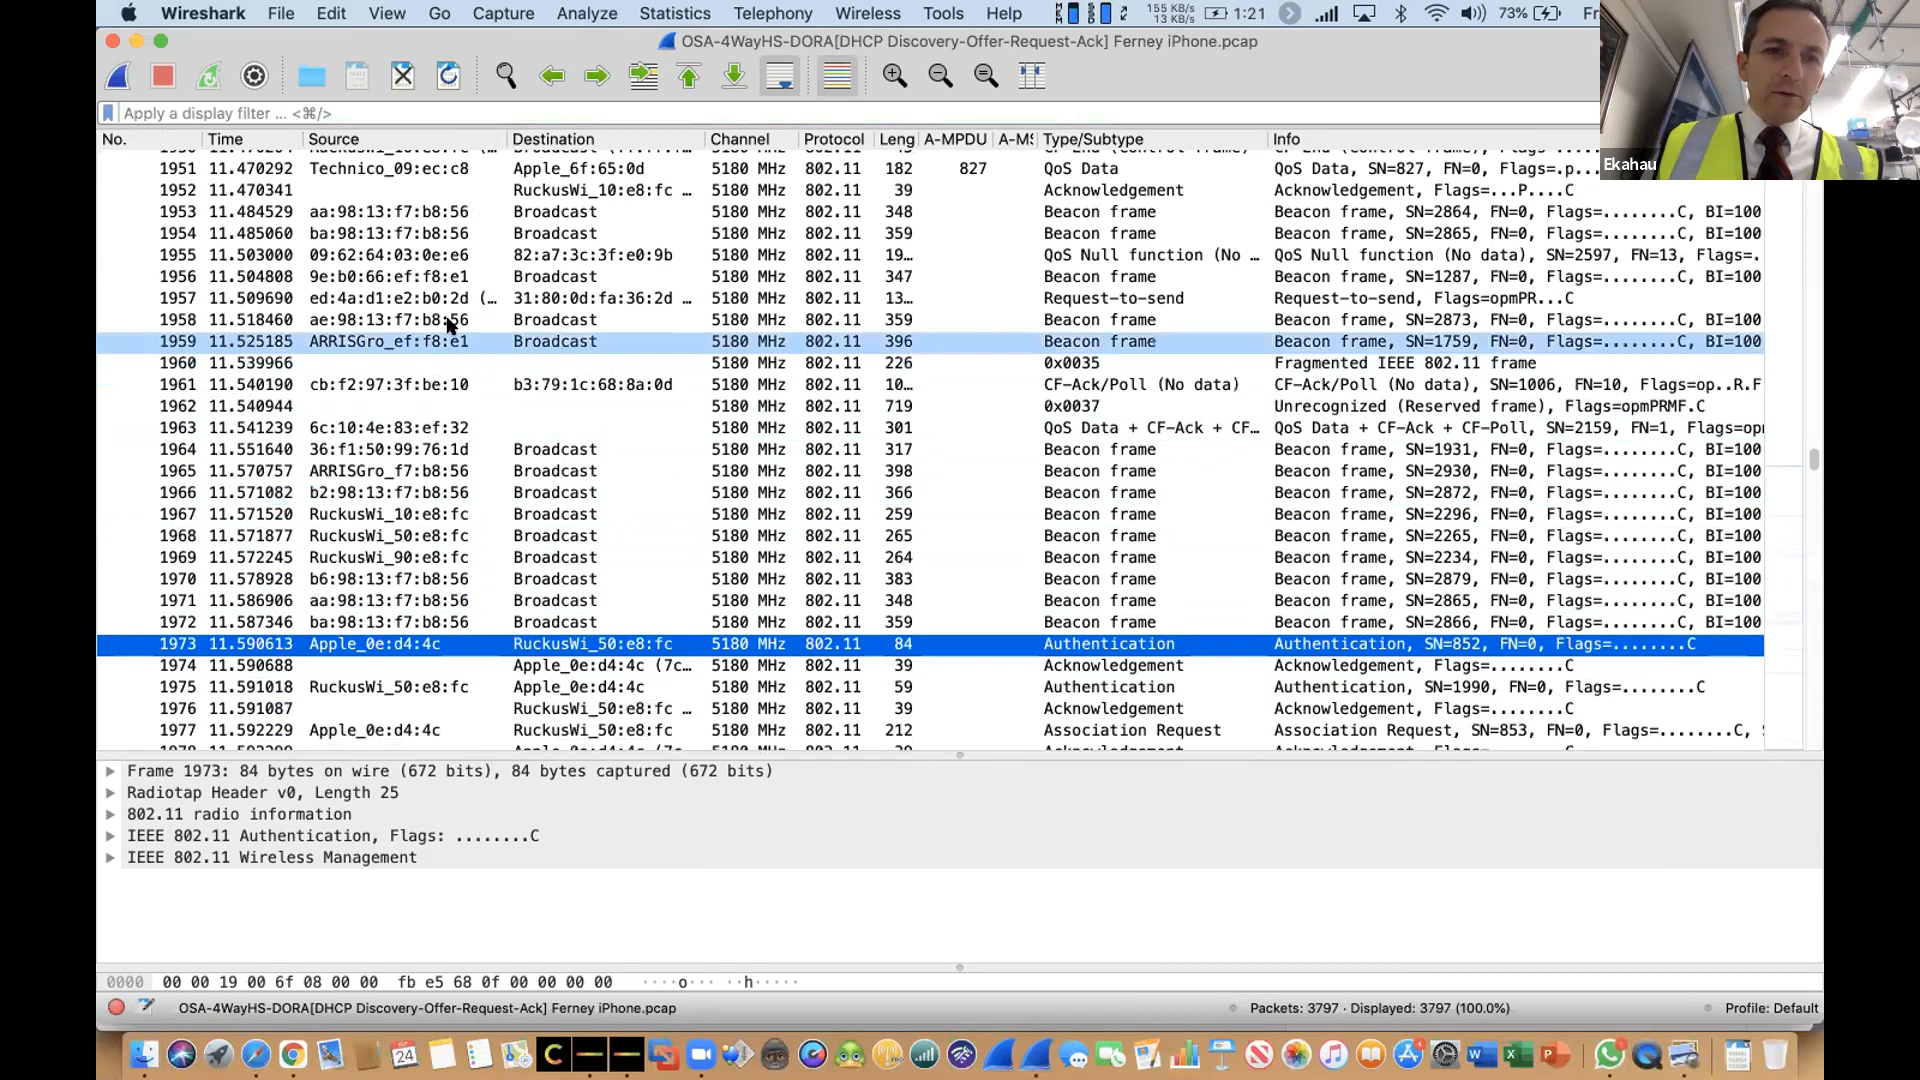 Wireshark File Edit View Go Capture Analyze Statistics Telephony Wireless Tools Help 155 KB/s 13 KB/s 1:21 73% Fr
OSA-4WayHS-DORA[DHCP Discovery-Offer-Request-Ack] Ferney iPhone.pcap
Apply a display filter ... <⌘/>
Ekahau
No. Time Source Destination Channel Protocol Leng A-MPDU A-MS Type/Subtype Info
1951 11.470292 Technico_09:ec:c8 Apple_6f:65:0d 5180 MHz 802.11 182 827 QoS Data QoS Data, SN=827, FN=0, Flags=.p...
1952 11.470341 RuckusWi_10:e8:fc … 5180 MHz 802.11 39 Acknowledgement Acknowledgement, Flags=...P....C
1953 11.484529 aa:98:13:f7:b8:56 Broadcast 5180 MHz 802.11 348 Beacon frame Beacon frame, SN=2864, FN=0, Flags=........C, BI=100
1954 11.485060 ba:98:13:f7:b8:56 Broadcast 5180 MHz 802.11 359 Beacon frame Beacon frame, SN=2865, FN=0, Flags=........C, BI=100
1955 11.503000 09:62:64:03:0e:e6 82:a7:3c:3f:e0:9b 5180 MHz 802.11 19… QoS Null function (No … QoS Null function (No data), SN=2597, FN=13, Flags=.
1956 11.504808 9e:b0:66:ef:f8:e1 Broadcast 5180 MHz 802.11 347 Beacon frame Beacon frame, SN=1287, FN=0, Flags=........C, BI=100
1957 11.509690 ed:4a:d1:e2:b0:2d (… 31:80:0d:fa:36:2d … 5180 MHz 802.11 13… Request-to-send Request-to-send, Flags=opmPR...C
1958 11.518460 ae:98:13:f7:b8:56 Broadcast 5180 MHz 802.11 359 Beacon frame Beacon frame, SN=2873, FN=0, Flags=........C, BI=100
1959 11.525185 ARRISGro_ef:f8:e1 Broadcast 5180 MHz 802.11 396 Beacon frame Beacon frame, SN=1759, FN=0, Flags=........C, BI=100
1960 11.539966 5180 MHz 802.11 226 0x0035 Fragmented IEEE 802.11 frame
1961 11.540190 cb:f2:97:3f:be:10 b3:79:1c:68:8a:0d 5180 MHz 802.11 10… CF-Ack/Poll (No data) CF-Ack/Poll (No data), SN=1006, FN=10, Flags=op..R.F
1962 11.540944 5180 MHz 802.11 719 0x0037 Unrecognized (Reserved frame), Flags=opmPRMF.C
1963 11.541239 6c:10:4e:83:ef:32 5180 MHz 802.11 301 QoS Data + CF-Ack + CF… QoS Data + CF-Ack + CF-Poll, SN=2159, FN=1, Flags=op
1964 11.551640 36:f1:50:99:76:1d Broadcast 5180 MHz 802.11 317 Beacon frame Beacon frame, SN=1931, FN=0, Flags=........C, BI=100
1965 11.570757 ARRISGro_f7:b8:56 Broadcast 5180 MHz 802.11 398 Beacon frame Beacon frame, SN=2930, FN=0, Flags=........C, BI=100
1966 11.571082 b2:98:13:f7:b8:56 Broadcast 5180 MHz 802.11 366 Beacon frame Beacon frame, SN=2872, FN=0, Flags=........C, BI=100
1967 11.571520 RuckusWi_10:e8:fc Broadcast 5180 MHz 802.11 259 Beacon frame Beacon frame, SN=2296, FN=0, Flags=........C, BI=100
1968 11.571877 RuckusWi_50:e8:fc Broadcast 5180 MHz 802.11 265 Beacon frame Beacon frame, SN=2265, FN=0, Flags=........C, BI=100
1969 11.572245 RuckusWi_90:e8:fc Broadcast 5180 MHz 802.11 264 Beacon frame Beacon frame, SN=2234, FN=0, Flags=........C, BI=100
1970 11.578928 b6:98:13:f7:b8:56 Broadcast 5180 MHz 802.11 383 Beacon frame Beacon frame, SN=2879, FN=0, Flags=........C, BI=100
1971 11.586906 aa:98:13:f7:b8:56 Broadcast 5180 MHz 802.11 348 Beacon frame Beacon frame, SN=2865, FN=0, Flags=........C, BI=100
1972 11.587346 ba:98:13:f7:b8:56 Broadcast 5180 MHz 802.11 359 Beacon frame Beacon frame, SN=2866, FN=0, Flags=........C, BI=100
1973 11.590613 Apple_0e:d4:4c RuckusWi_50:e8:fc 5180 MHz 802.11 84 Authentication Authentication, SN=852, FN=0, Flags=........C
1974 11.590688 Apple_0e:d4:4c (7c… 5180 MHz 802.11 39 Acknowledgement Acknowledgement, Flags=........C
1975 11.591018 RuckusWi_50:e8:fc Apple_0e:d4:4c 5180 MHz 802.11 59 Authentication Authentication, SN=1990, FN=0, Flags=........C
1976 11.591087 RuckusWi_50:e8:fc … 5180 MHz 802.11 39 Acknowledgement Acknowledgement, Flags=........C
1977 11.592229 Apple_0e:d4:4c RuckusWi_50:e8:fc 5180 MHz 802.11 212 Association Request Association Request, SN=853, FN=0, Flags=........C,
Frame 1973: 84 bytes on wire (672 bits), 84 bytes captured (672 bits)
Radiotap Header v0, Length 25
802.11 radio information
IEEE 802.11 Authentication, Flags: ........C
IEEE 802.11 Wireless Management
0000 00 00 19 00 6f 08 00 00 fb e5 68 0f 00 00 00 00 ····o··· ··h·····
OSA-4WayHS-DORA[DHCP Discovery-Offer-Request-Ack] Ferney iPhone.pcap Packets: 3797 · Displayed: 3797 (100.0%) Profile: Default
24